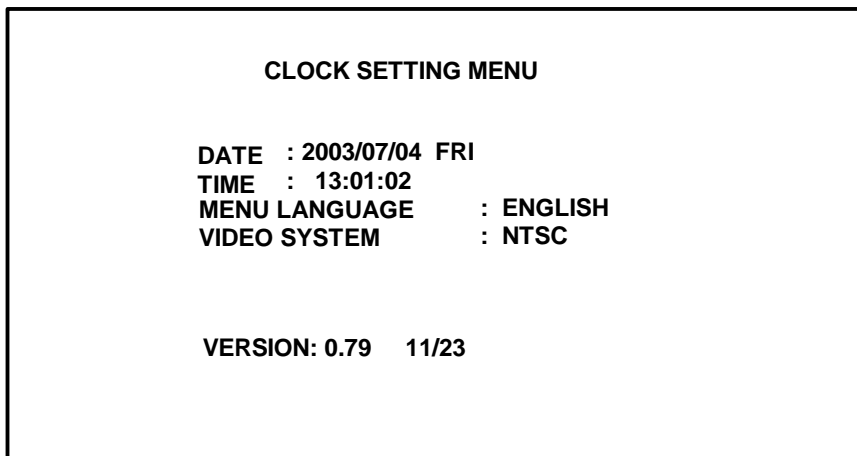 CLOCK SETTING MENU
DATE : 2003/07/04 FRI
TIME : 13:01:02
MENU LANGUAGE : ENGLISH
VIDEO SYSTEM : NTSC
VERSION: 0.79 11/23